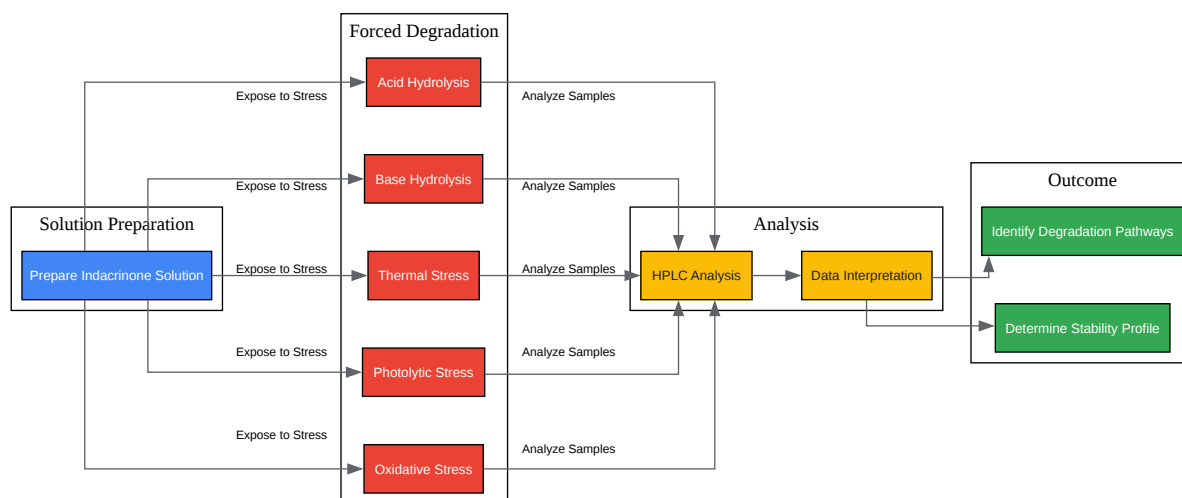 Forced Degradation
Acid Hydrolysis
Expose to Stress
Analyze Samples
Base Hydrolysis
Expose to Stress
Analyze Samples
Solution Preparation
Prepare Indacrinone Solution
Expose to Stress
Thermal Stress
Analyze Samples
Analysis
HPLC Analysis
Data Interpretation
Outcome
Identify Degradation Pathways
Determine Stability Profile
Expose to Stress
Photolytic Stress
Analyze Samples
Expose to Stress
Oxidative Stress
Analyze Samples